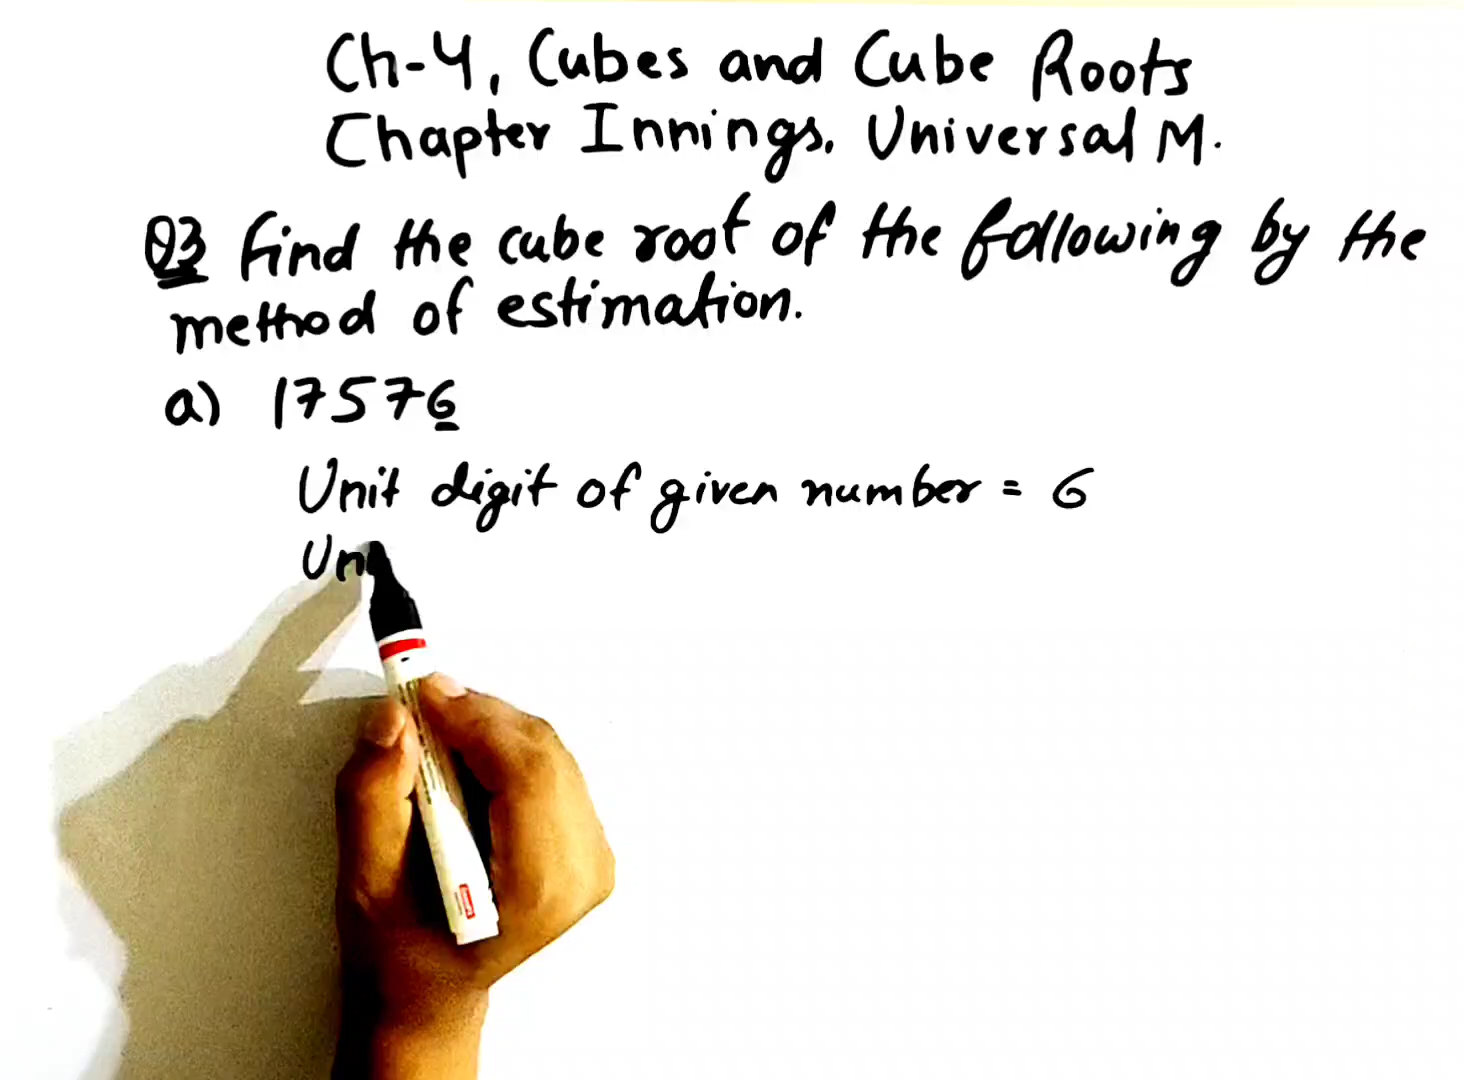 Ch-4, Cubes and Cube Roots
Chapter Innings. Universal M.
Q3 Find the cube root of the following by the
method of estimation.
a) 17576
Unit digit of given number = 6
Uni